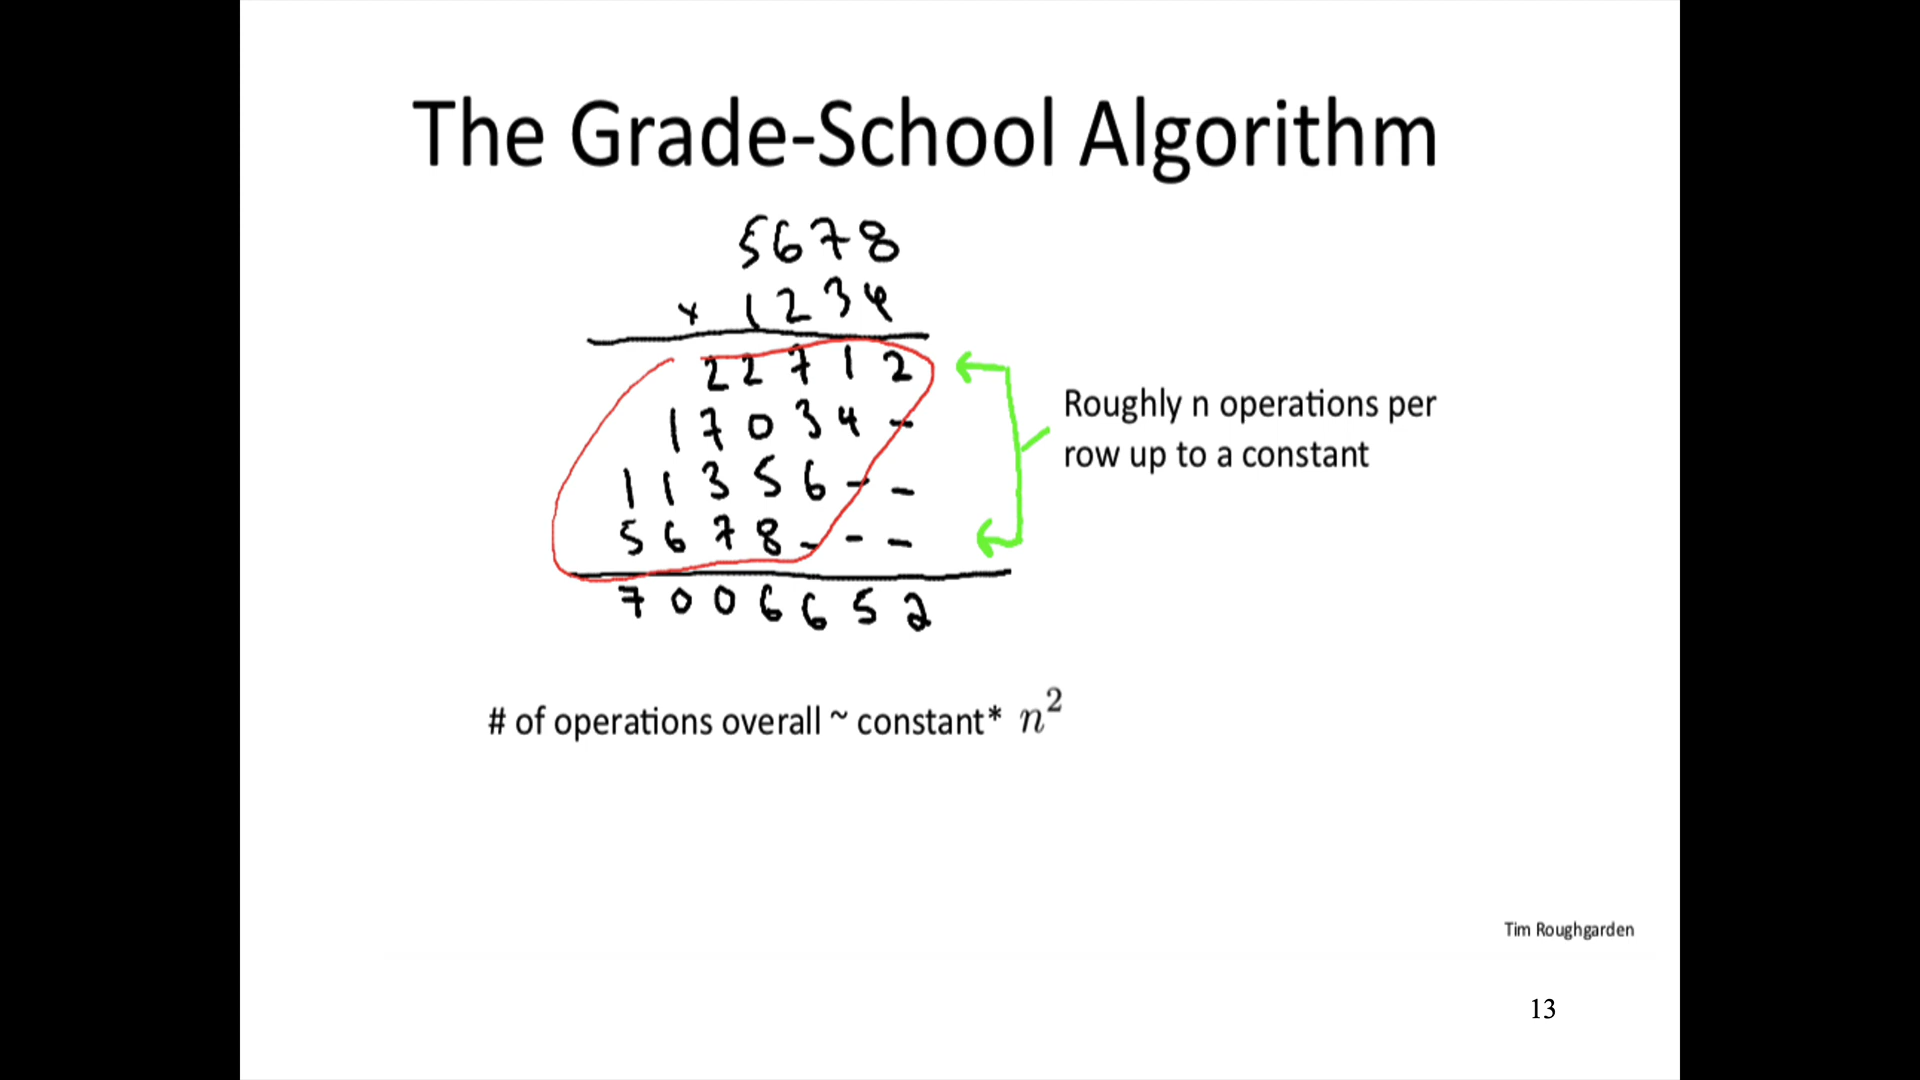 The Grade-School Algorithm
5678
x 1234
22712
17034-
11356--
5678---
7006652
Roughly n operations per
row up to a constant
# of operations overall ~ constant* n²
Tim Roughgarden
13